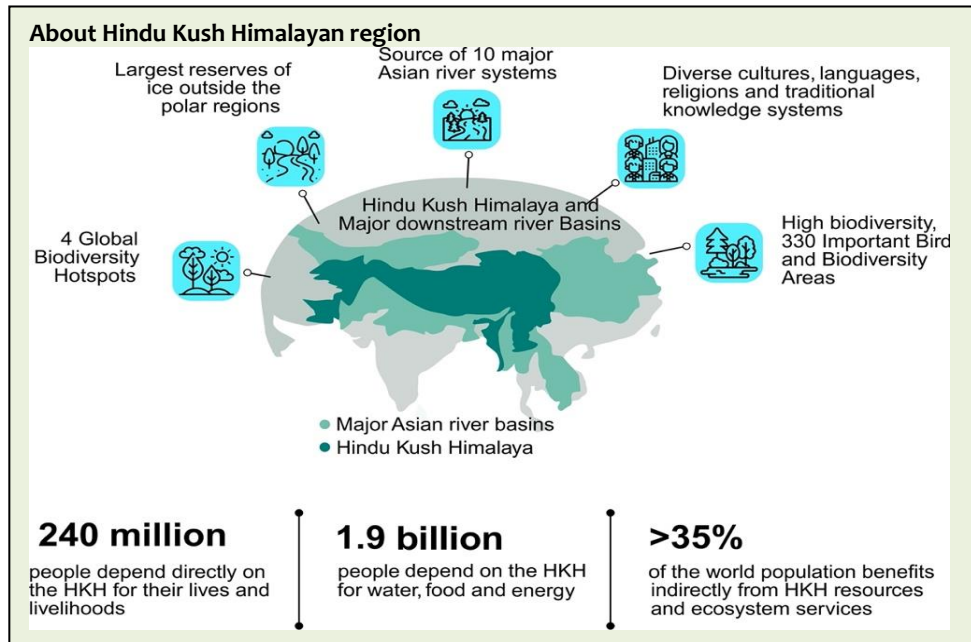 About Hindu Kush Himalayan region
Largest reserves of
ice outside the
polar regions
Source of 10 major
Asian river systems
Diverse cultures, languages,
religions and traditional
knowledge systems
4 Global
Biodiversity
Hotspots
Hindu Kush Himalaya and
Major downstream river Basins
High biodiversity,
330 Important Bird
and Biodiversity
Areas
Major Asian river basins
Hindu Kush Himalaya
240 million
people depend directly on
the HKH for their lives and
livelihoods
1.9 billion
people depend on the HKH
for water, food and energy
>35%
of the world population benefits
indirectly from HKH resources
and ecosystem services